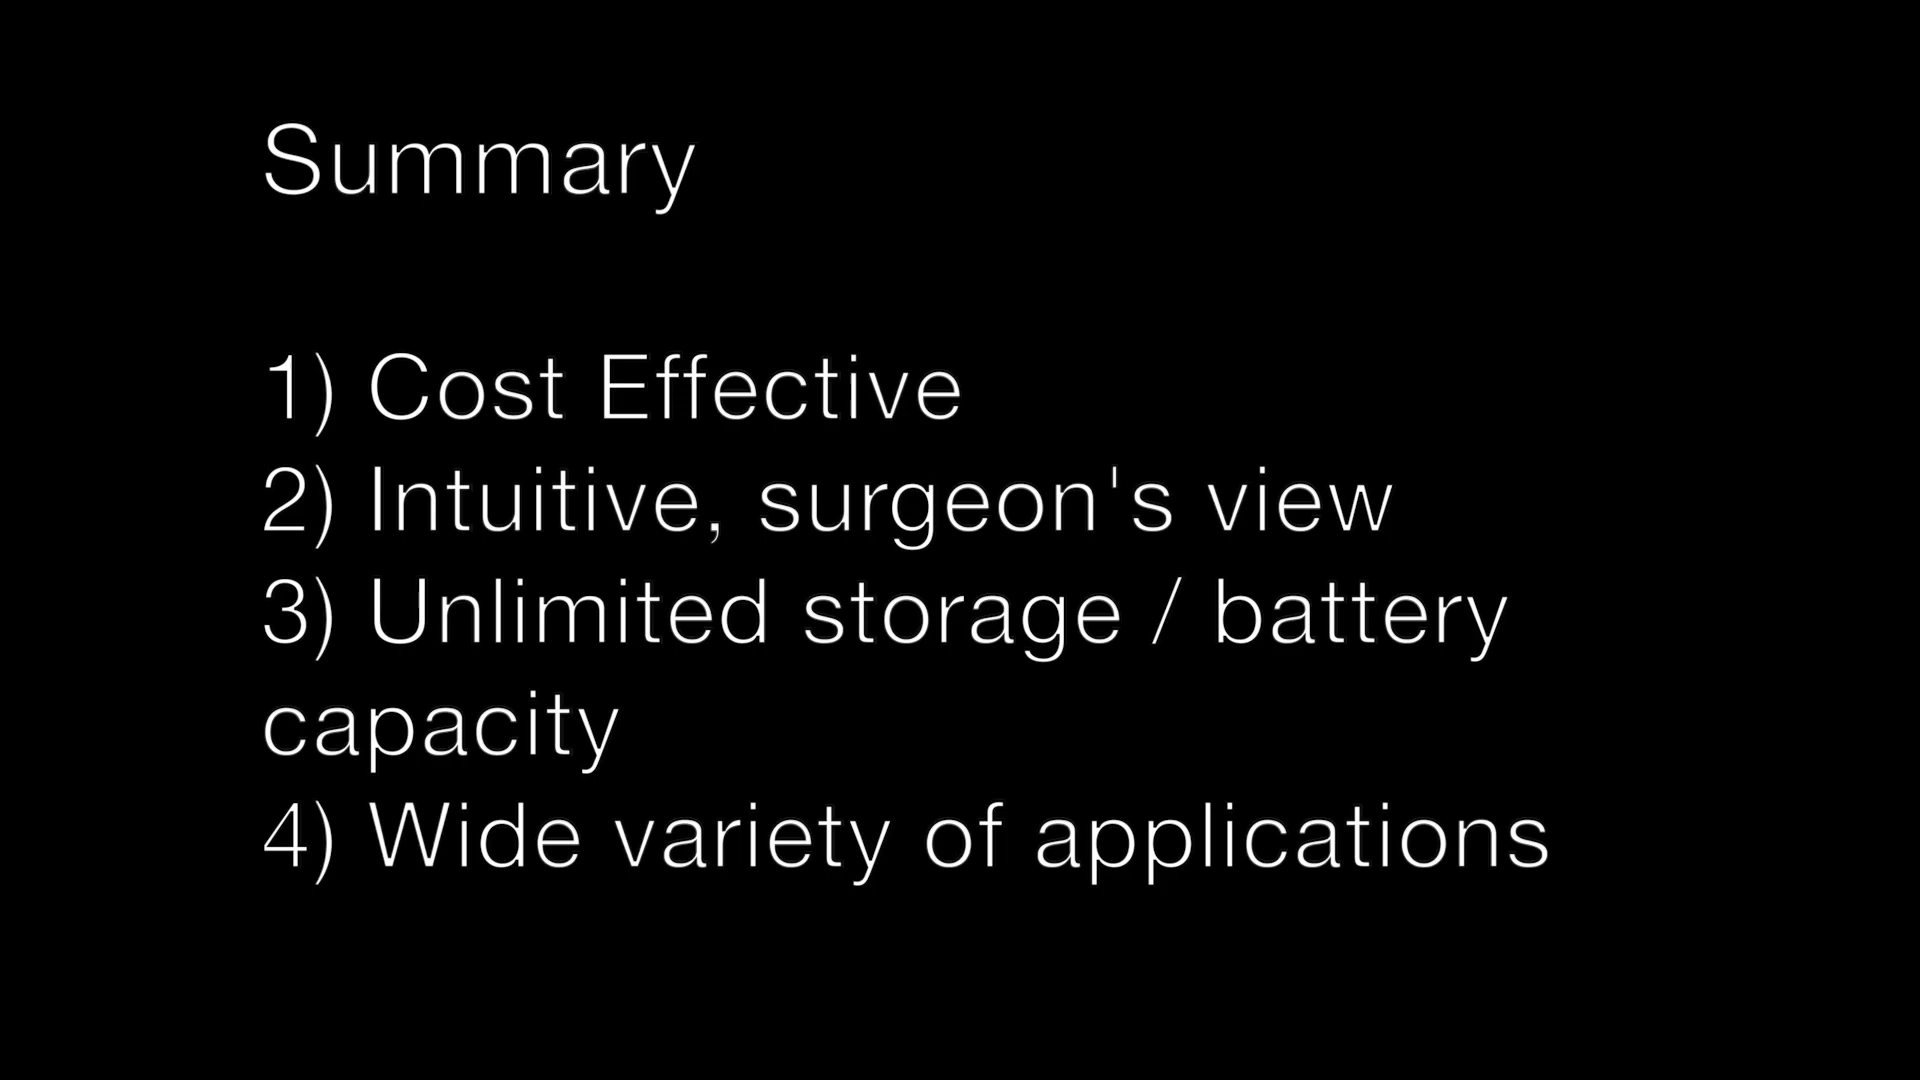 Summary
1) Cost Effective
2) Intuitive, surgeon's view
3) Unlimited storage / battery
capacity
4) Wide variety of applications